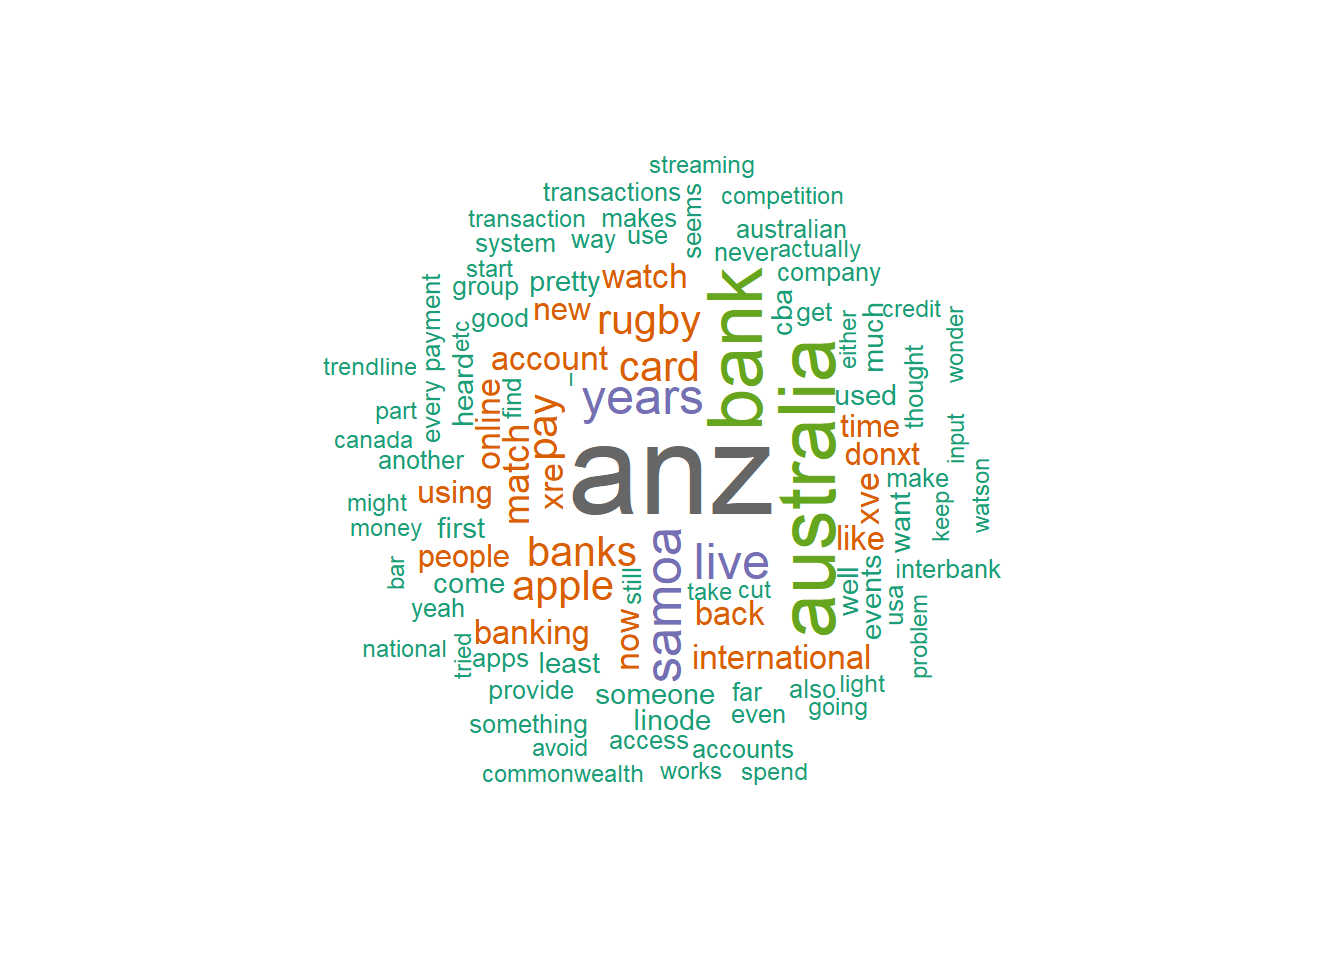 streaming
transactions
competition
transaction
makes
seems
australian
system
way
use
never
actually
start
group
pretty
watch
bank
company
payment
etc
good
new
rugby
cba
get
either
much
credit
wonder
trendline
heard
account
card
years
australia
used
thought
part
every
online
find
pay
time
canada
another
match
anz
donxt
input
might
using
xre
xve
make
keep
watson
money
first
like
want
people
banks
samoa
live
interbank
bar
come
apple
still
take
cut
well
events
usa
yeah
back
problem
banking
now
national
tried
apps
least
international
provide
someone
far
also
light
something
linode
even
going
avoid
access
accounts
commonwealth
works
spend